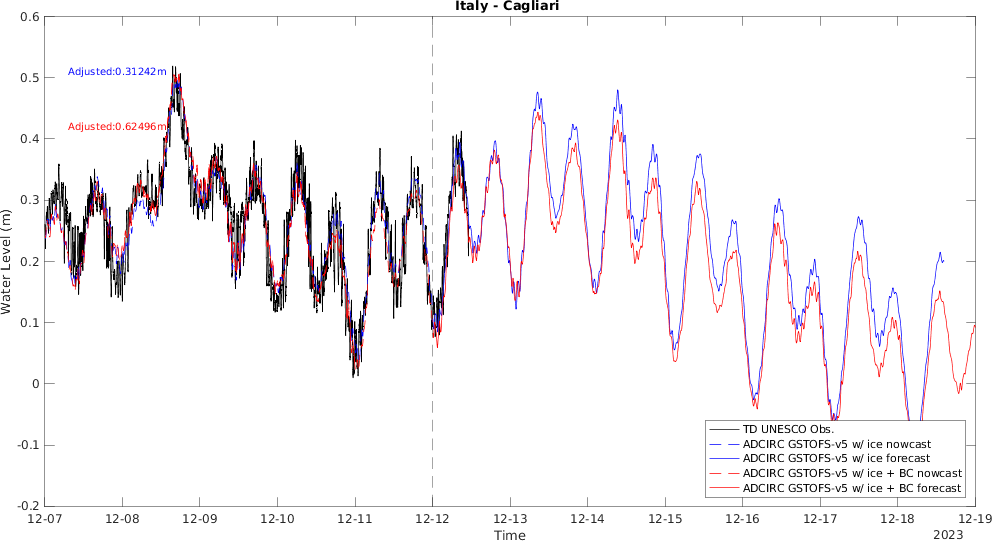 Italy - Cagliari
Water Level (m)
0.6
0.5
0.4
0.3
0.2
0.1
0
-0.1
-0.2
Adjusted:0.31242m
Adjusted:0.62496m
TD UNESCO Obs.
ADCIRC GSTOFS-v5 w/ ice nowcast
ADCIRC GSTOFS-v5 w/ ice forecast
ADCIRC GSTOFS-v5 w/ ice + BC nowcast
ADCIRC GSTOFS-v5 w/ ice + BC forecast
12-07 12-08 12-09 12-10 12-11 12-12 12-13 12-14 12-15 12-16 12-17 12-18 12-19
Time
2023